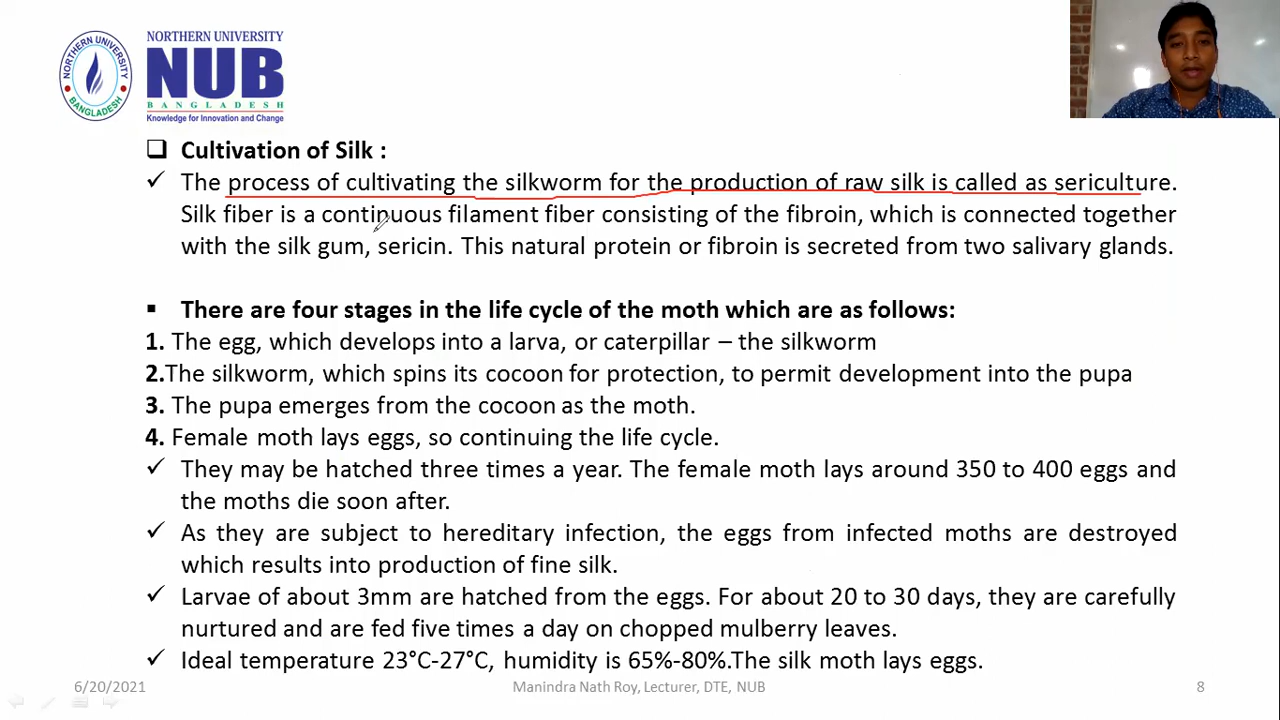 NORTHERN UNIVERSITY
NUB
BANGLADESH
Knowledge for Innovation and Change
NORTHERN UNIVERSITY
BANGLADESH
❑ Cultivation of Silk :
✓ The process of cultivating the silkworm for the production of raw silk is called as sericulture.
Silk fiber is a continuous filament fiber consisting of the fibroin, which is connected together
with the silk gum, sericin. This natural protein or fibroin is secreted from two salivary glands.
▪ There are four stages in the life cycle of the moth which are as follows:
1. The egg, which develops into a larva, or caterpillar – the silkworm
2.The silkworm, which spins its cocoon for protection, to permit development into the pupa
3. The pupa emerges from the cocoon as the moth.
4. Female moth lays eggs, so continuing the life cycle.
✓ They may be hatched three times a year. The female moth lays around 350 to 400 eggs and
the moths die soon after.
✓ As they are subject to hereditary infection, the eggs from infected moths are destroyed
which results into production of fine silk.
✓ Larvae of about 3mm are hatched from the eggs. For about 20 to 30 days, they are carefully
nurtured and are fed five times a day on chopped mulberry leaves.
✓ Ideal temperature 23°C-27°C, humidity is 65%-80%.The silk moth lays eggs.
6/20/2021
Manindra Nath Roy, Lecturer, DTE, NUB
8